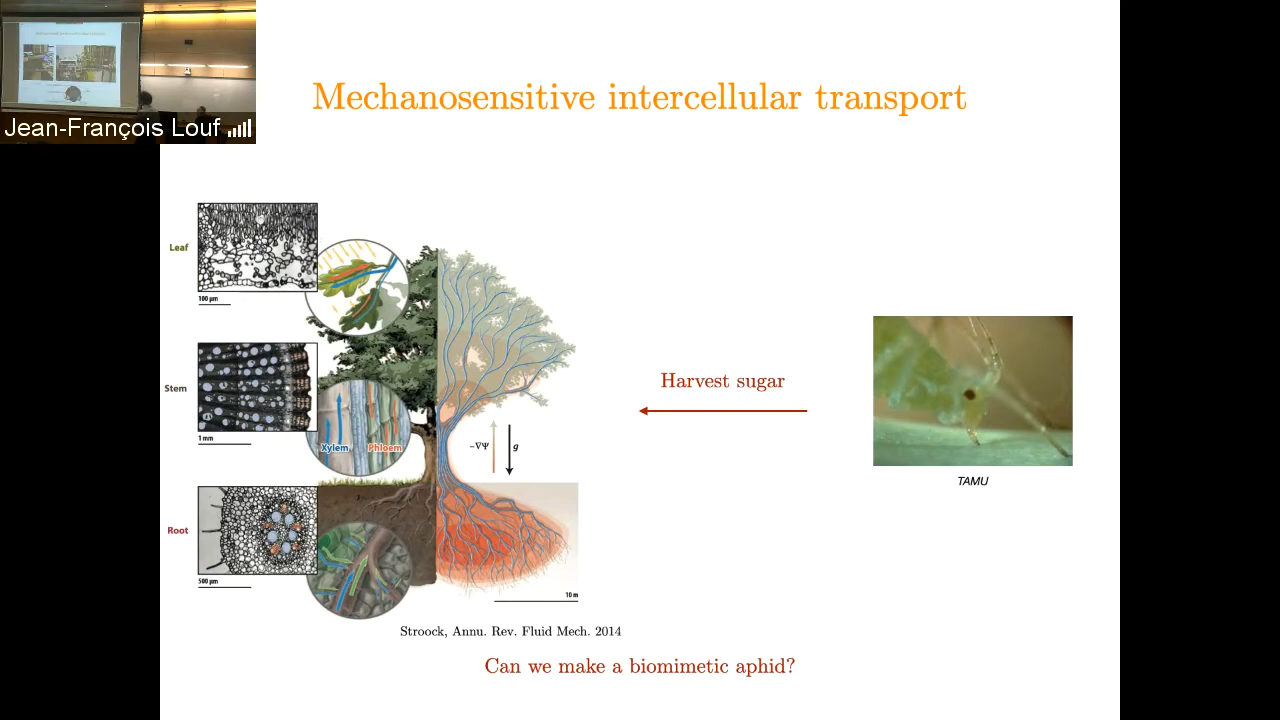 Jean-François Louf
Mechanosensitive intercellular transport
Leaf
100 µm
Stem
1 mm
Xylem
Phloem
−∇Ψ
g
Root
500 µm
10 m
Stroock, Annu. Rev. Fluid Mech. 2014
Harvest sugar
TAMU
Can we make a biomimetic aphid?